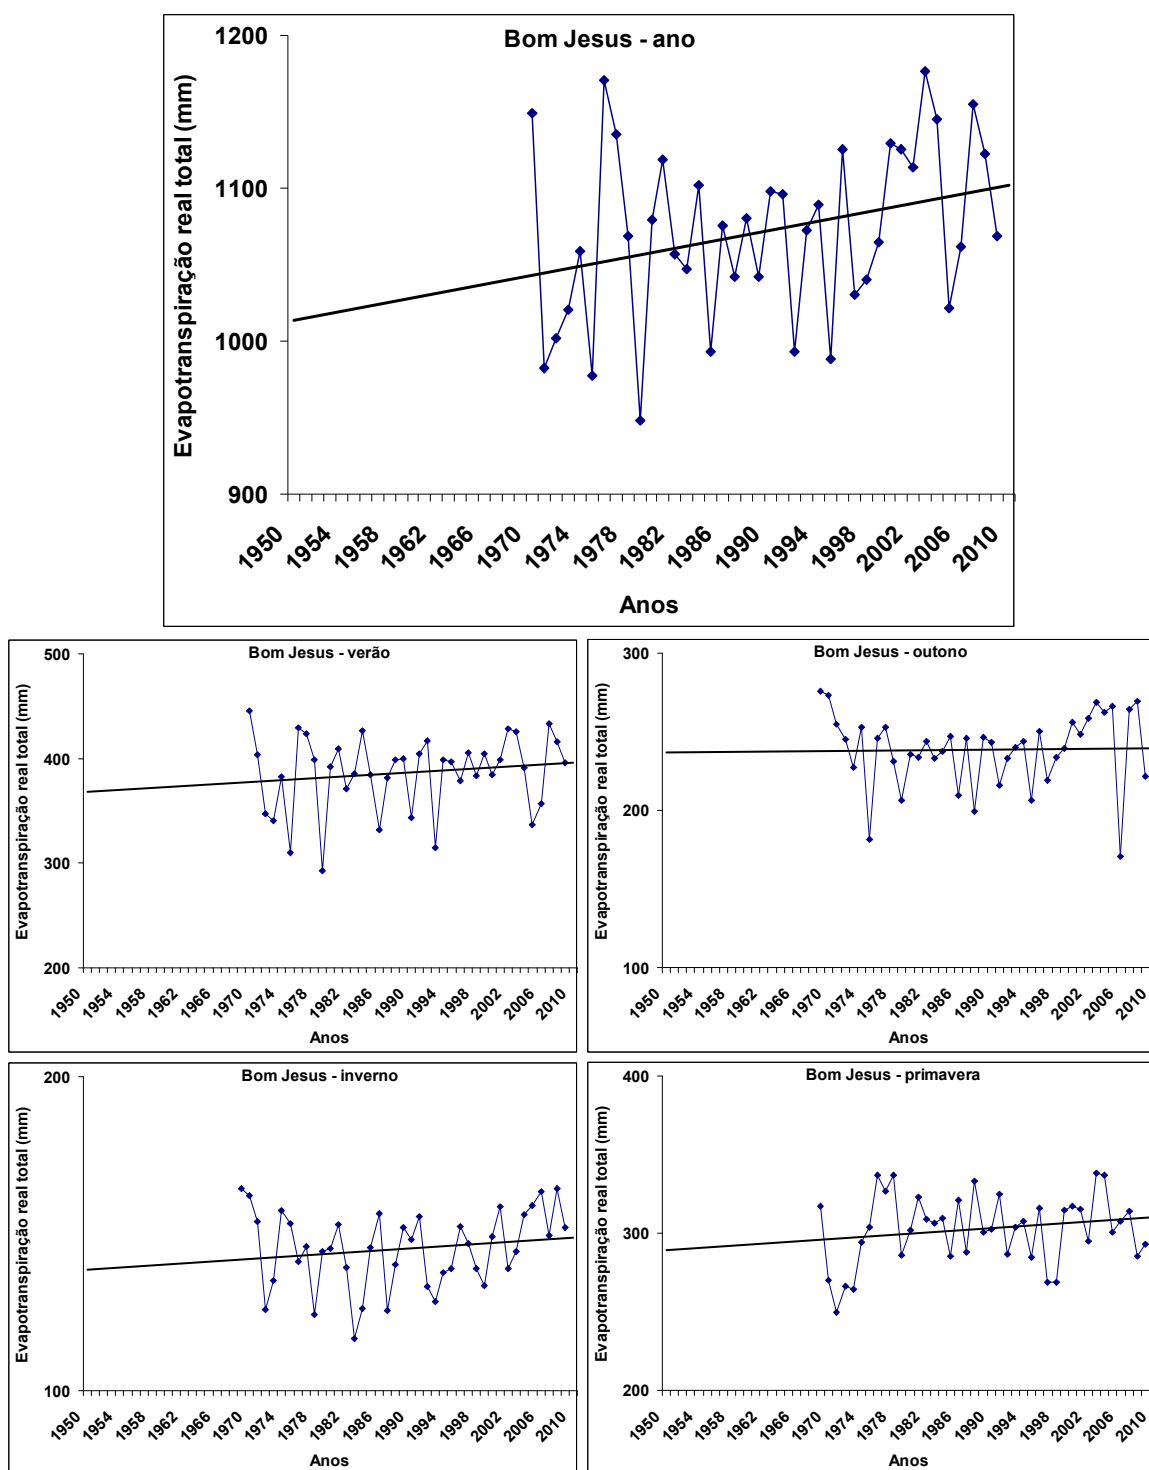 Bom Jesus - ano
Evapotranspiração real total (mm)
1200
1100
1000
900
1950 1954 1958 1962 1966 1970 1974 1978 1982 1986 1990 1994 1998 2002 2006 2010
Anos
Bom Jesus - verão
Evapotranspiração real total (mm)
500
400
300
200
1950 1954 1958 1962 1966 1970 1974 1978 1982 1986 1990 1994 1998 2002 2006 2010
Anos
Bom Jesus - outono
Evapotranspiração real total (mm)
300
200
100
1950 1954 1958 1962 1966 1970 1974 1978 1982 1986 1990 1994 1998 2002 2006 2010
Anos
Bom Jesus - inverno
Evapotranspiração real total (mm)
200
100
1950 1954 1958 1962 1966 1970 1974 1978 1982 1986 1990 1994 1998 2002 2006 2010
Anos
Bom Jesus - primavera
Evapotranspiração real total (mm)
400
300
200
1950 1954 1958 1962 1966 1970 1974 1978 1982 1986 1990 1994 1998 2002 2006 2010
Anos